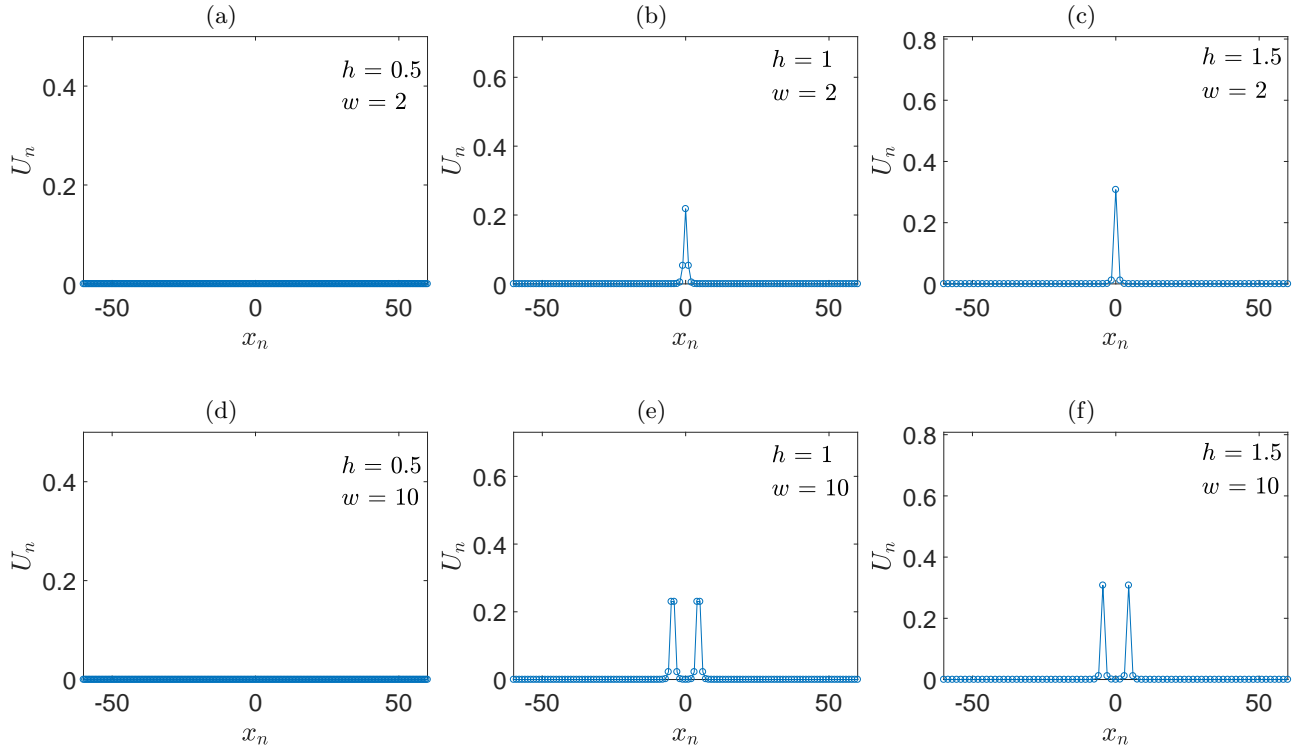 (a)
h = 0.5
w = 2
U_n
0.4
0.2
0
-50
0
50
x_n
(b)
h = 1
w = 2
U_n
0.6
0.4
0.2
0
-50
0
50
x_n
(c)
h = 1.5
w = 2
U_n
0.8
0.6
0.4
0.2
0
-50
0
50
x_n
(d)
h = 0.5
w = 10
U_n
0.4
0.2
0
-50
0
50
x_n
(e)
h = 1
w = 10
U_n
0.6
0.4
0.2
0
-50
0
50
x_n
(f)
h = 1.5
w = 10
U_n
0.8
0.6
0.4
0.2
0
-50
0
50
x_n